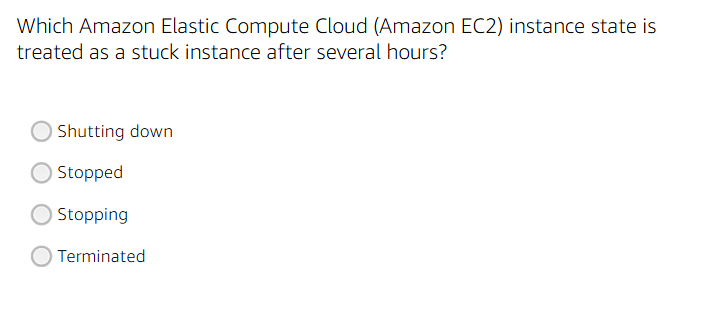 Which Amazon Elastic Compute Cloud (Amazon EC2) instance state is
treated as a stuck instance after several hours?
Shutting down
Stopped
Stopping
Terminated